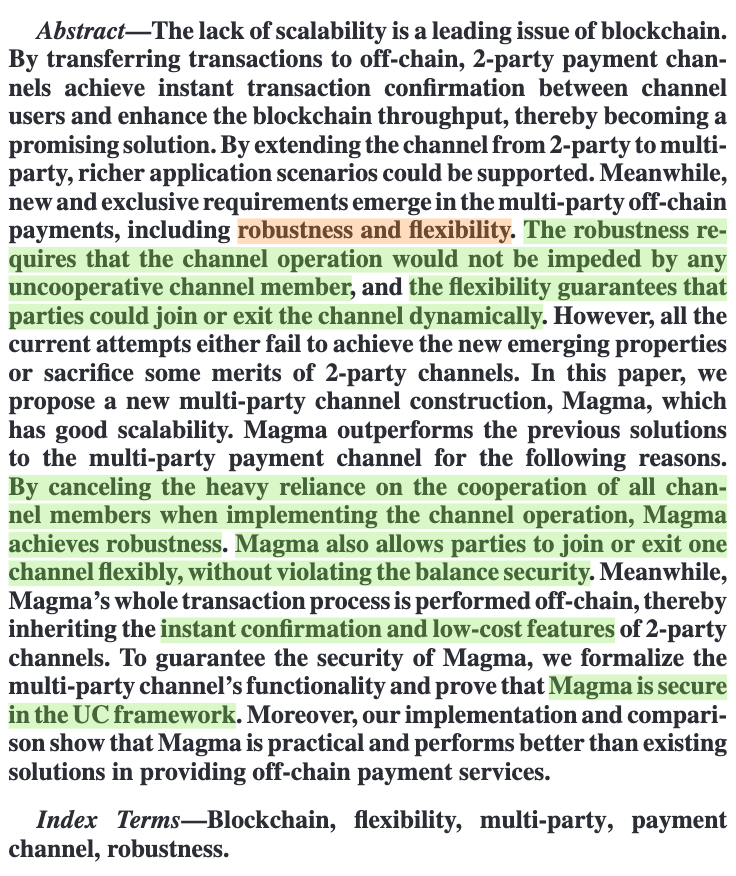 Abstract—The lack of scalability is a leading issue of blockchain.
By transferring transactions to off-chain, 2-party payment chan-
nels achieve instant transaction confirmation between channel
users and enhance the blockchain throughput, thereby becoming a
promising solution. By extending the channel from 2-party to multi-
party, richer application scenarios could be supported. Meanwhile,
new and exclusive requirements emerge in the multi-party off-chain
payments, including robustness and flexibility. The robustness re-
quires that the channel operation would not be impeded by any
uncooperative channel member, and the flexibility guarantees that
parties could join or exit the channel dynamically. However, all the
current attempts either fail to achieve the new emerging properties
or sacrifice some merits of 2-party channels. In this paper, we
propose a new multi-party channel construction, Magma, which
has good scalability. Magma outperforms the previous solutions
to the multi-party payment channel for the following reasons.
By canceling the heavy reliance on the cooperation of all chan-
nel members when implementing the channel operation, Magma
achieves robustness. Magma also allows parties to join or exit one
channel flexibly, without violating the balance security. Meanwhile,
Magma's whole transaction process is performed off-chain, thereby
inheriting the instant confirmation and low-cost features of 2-party
channels. To guarantee the security of Magma, we formalize the
multi-party channel's functionality and prove that Magma is secure
in the UC framework. Moreover, our implementation and compari-
son show that Magma is practical and performs better than existing
solutions in providing off-chain payment services.
Index Terms—Blockchain, flexibility, multi-party, payment
channel, robustness.